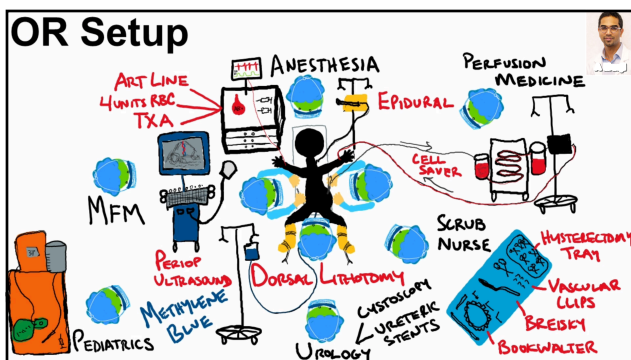 OR Setup
ANESTHESIA
PERFUSION
MEDICINE
ART LINE
4 UNITS RBC
TXA
EPIDURAL
CELL
SAVER
MFM
SCRUB
NURSE
PERIOP
ULTRASOUND
DORSAL LITHOTOMY
METHYLENE
BLUE
PEDIATRICS
UROLOGY
CYSTOSCOPY
URETERIC
STENTS
HYSTERECTOMY
TRAY
VASCULAR
CLIPS
BREISKY
BOOKWALTER